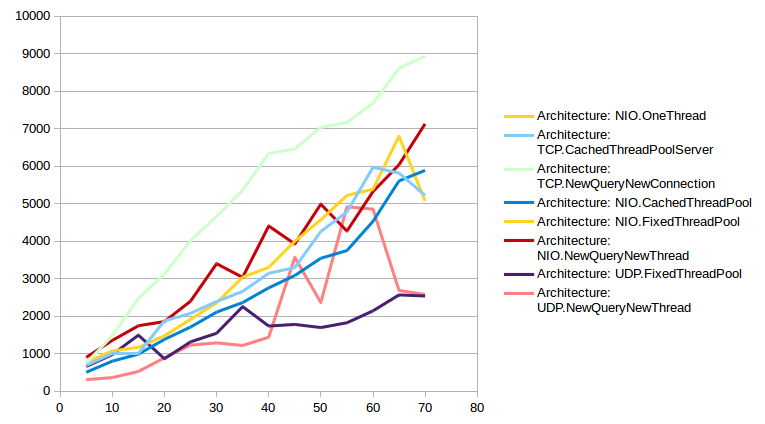 10000
9000
8000
7000
6000
5000
4000
3000
2000
1000
0
0 10 20 30 40 50 60 70 80
Architecture: NIO.OneThread
Architecture:
TCP.CachedThreadPoolServer
Architecture:
TCP.NewQueryNewConnection
Architecture: NIO.CachedThreadPool
Architecture: NIO.FixedThreadPool
Architecture:
NIO.NewQueryNewThread
Architecture: UDP.FixedThreadPool
Architecture:
UDP.NewQueryNewThread